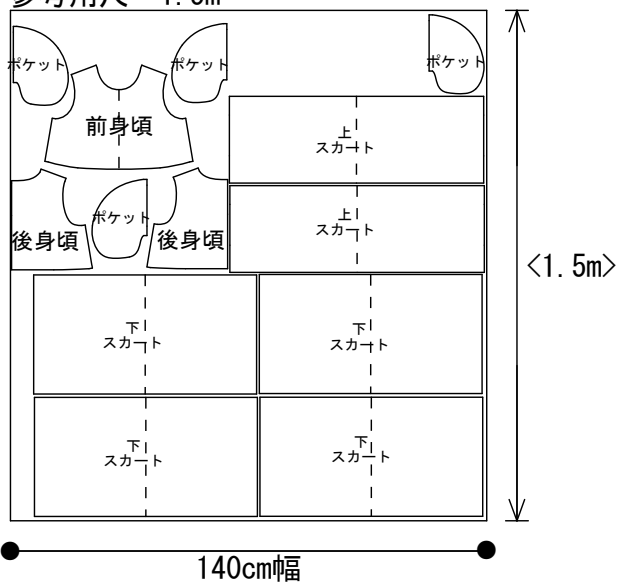 参考用尺 1.5m
ポケット
ポケット
ポケット
前身頃
上
スカート
ポケット
後身頃
後身頃
上
スカート
<1.5m>
下
スカート
下
スカート
下
スカート
下
スカート
140cm幅